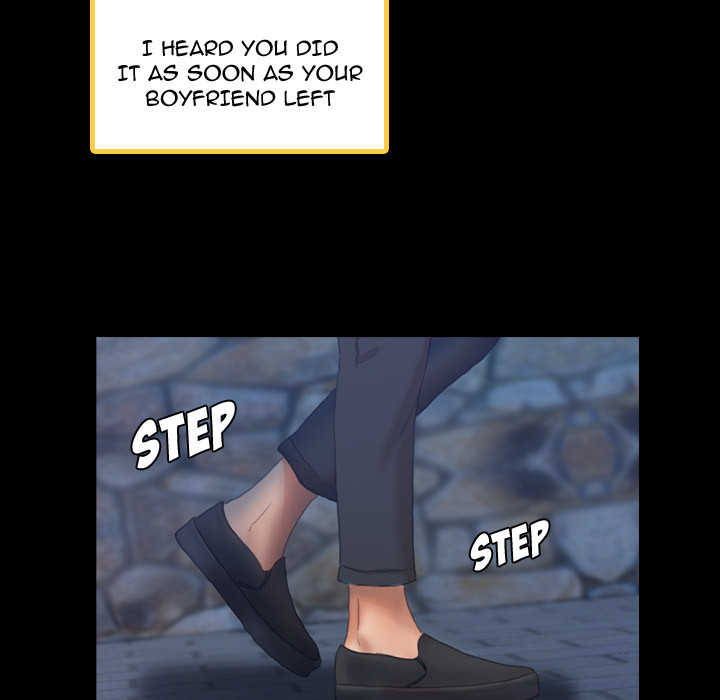 I HEARD YOU DID
IT AS SOON AS YOUR
BOYFRIEND LEFT
STEP
STEP